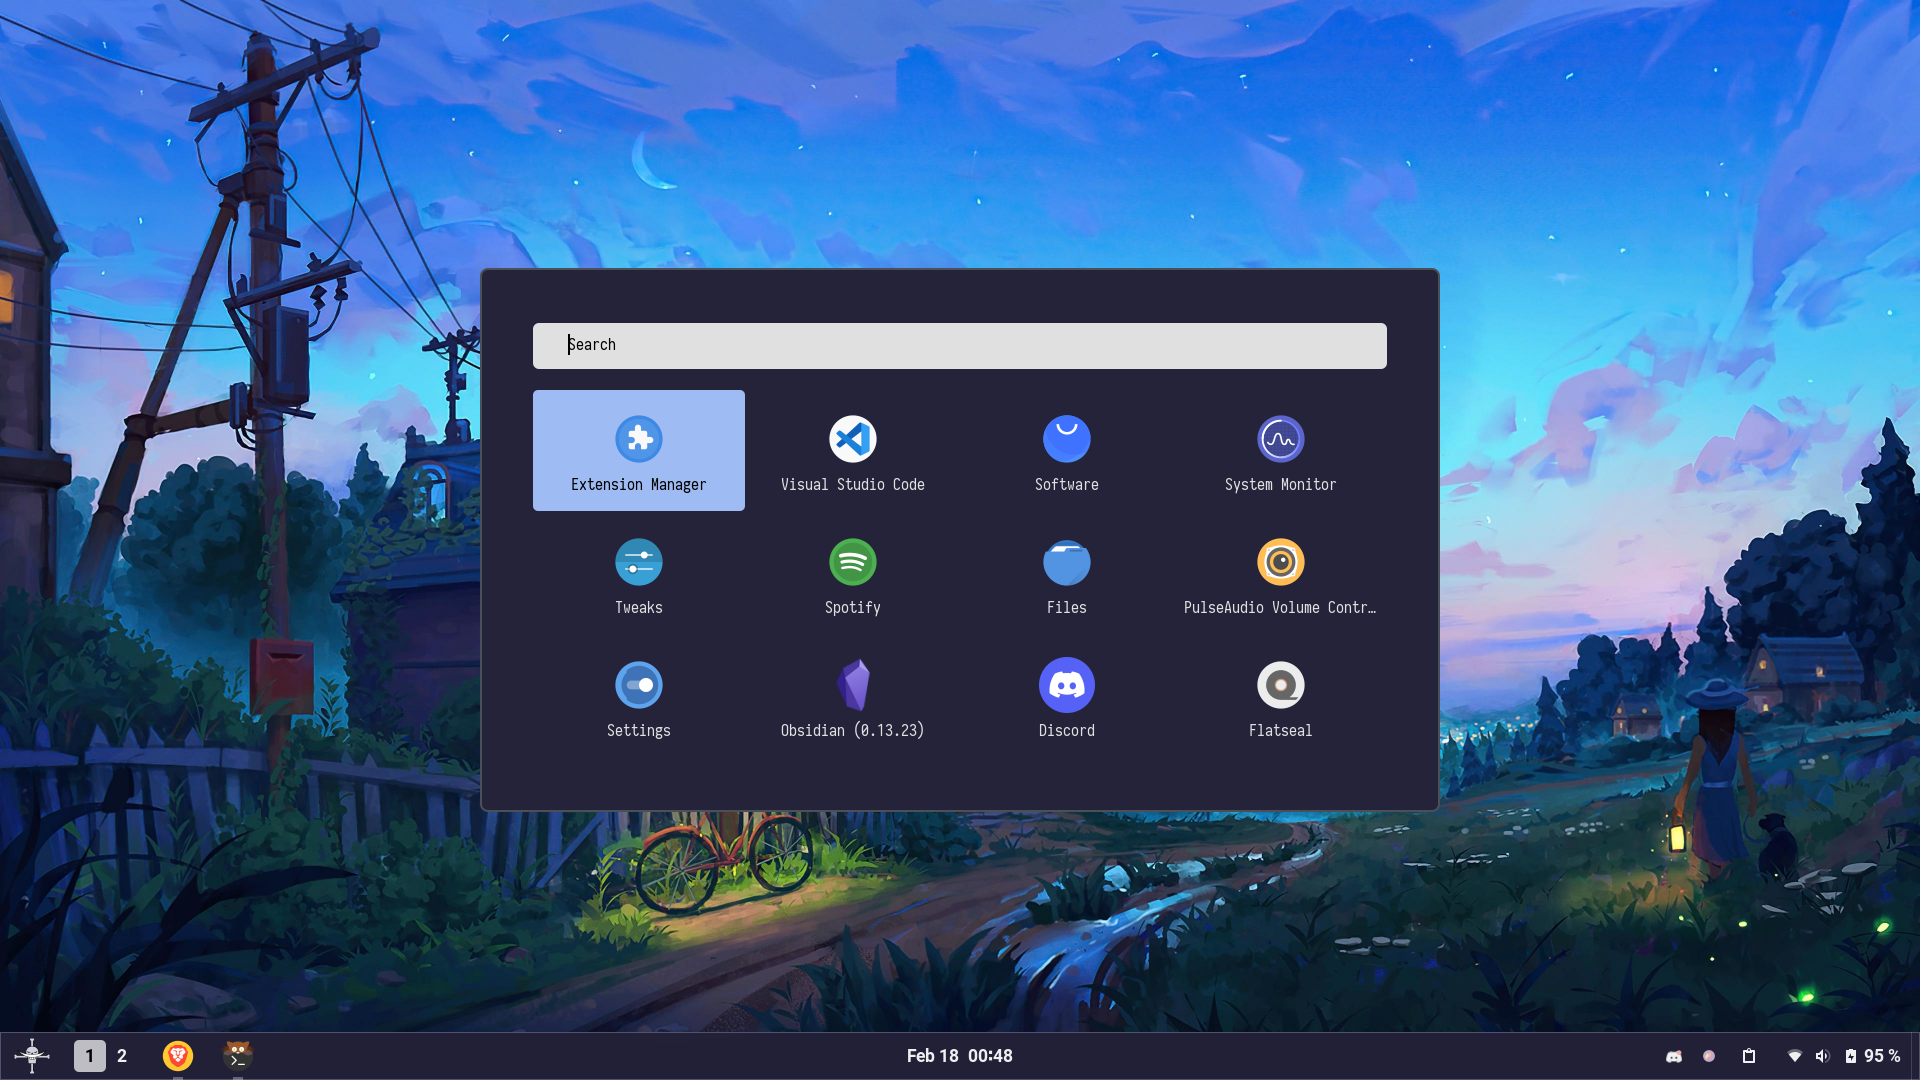 Search
Extension Manager
Visual Studio Code
Software
System Monitor
Tweaks
Spotify
Files
PulseAudio Volume Contr…
Settings
Obsidian (0.13.23)
Discord
Flatseal
1 2 Feb 18 00:48 95 %